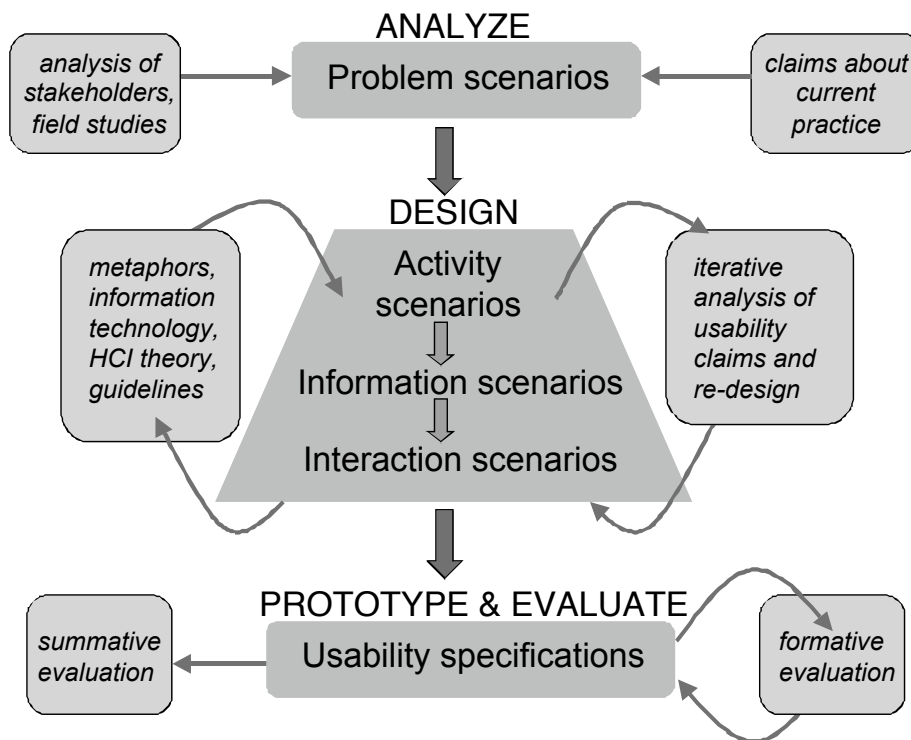 ANALYZE
analysis of
stakeholders,
field studies
Problem scenarios
claims about
current
practice
DESIGN
metaphors,
information
technology,
HCI theory,
guidelines
Activity
scenarios
Information scenarios
Interaction scenarios
iterative
analysis of
usability
claims and
re-design
PROTOTYPE & EVALUATE
summative
evaluation
Usability specifications
formative
evaluation